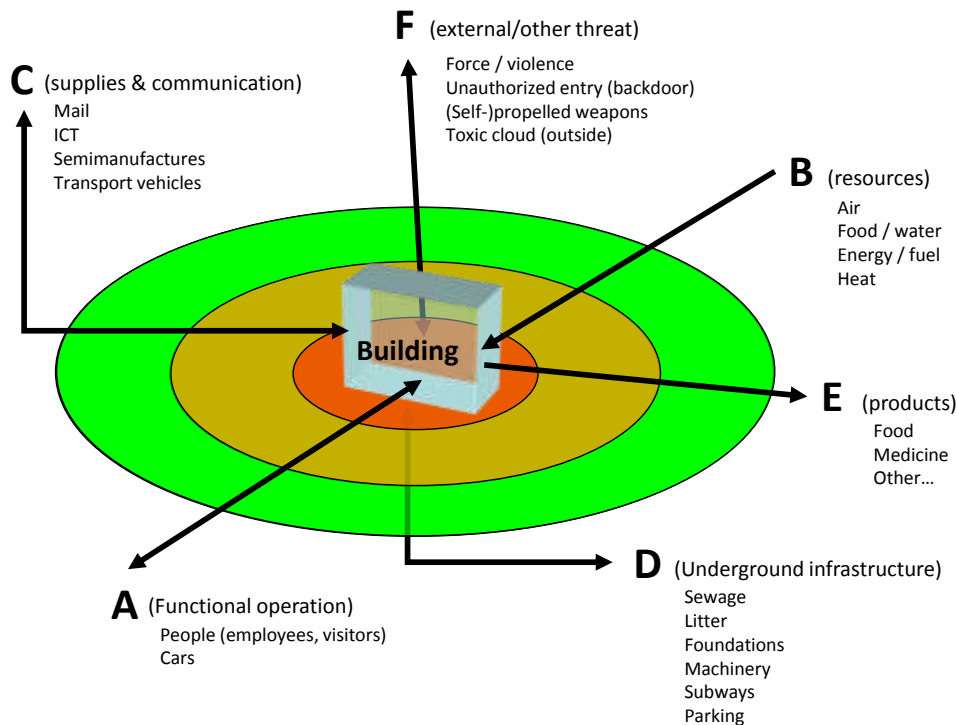 F (external/other threat)
Force / violence
Unauthorized entry (backdoor)
(Self-)propelled weapons
Toxic cloud (outside)
C (supplies & communication)
Mail
ICT
Semimanufactures
Transport vehicles
B (resources)
Air
Food / water
Energy / fuel
Heat
Building
E (products)
Food
Medicine
Other...
A (Functional operation)
People (employees, visitors)
Cars
D (Underground infrastructure)
Sewage
Litter
Foundations
Machinery
Subways
Parking